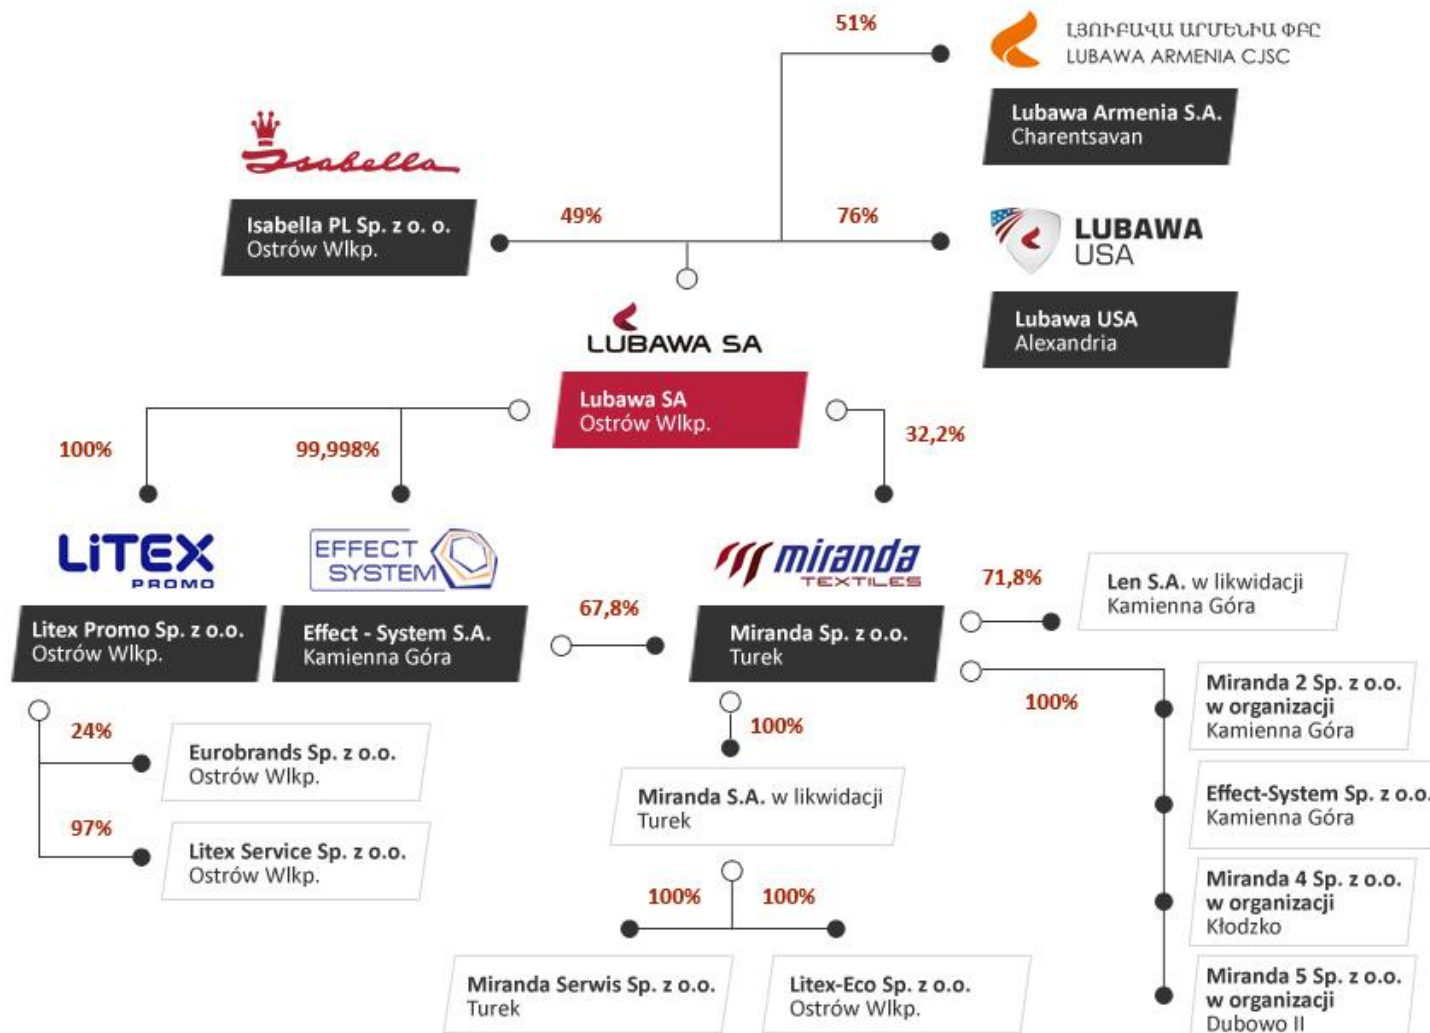 51%
ԼՅՈՒԲԱՎԱ ԱՐՄԵՆԻԱ ՓԲԸ
LUBAWA ARMENIA CJSC
Lubawa Armenia S.A.
Charentsavan
Isabella
Isabella PL Sp. z o. o.
Ostrów Wlkp.
49%
76%
LUBAWA
USA
Lubawa USA
Alexandria
LUBAWA SA
Lubawa SA
Ostrów Wlkp.
100%
99,998%
32,2%
LiTEX
PROMO
EFFECT
SYSTEM
miranda
TEXTILES
Litex Promo Sp. z o.o.
Ostrów Wlkp.
Effect - System S.A.
Kamienna Góra
67,8%
Miranda Sp. z o.o.
Turek
71,8%
Len S.A. w likwidacji
Kamienna Góra
24%
Eurobrands Sp. z o.o.
Ostrów Wlkp.
97%
Litex Service Sp. z o.o.
Ostrów Wlkp.
100%
Miranda S.A. w likwidacji
Turek
100%
100%
Miranda Serwis Sp. z o.o.
Turek
Litex-Eco Sp. z o.o.
Ostrów Wlkp.
100%
Miranda 2 Sp. z o.o.
w organizacji
Kamienna Góra
Effect-System Sp. z o.o.
Kamienna Góra
Miranda 4 Sp. z o.o.
w organizacji
Kłodzko
Miranda 5 Sp. z o.o.
w organizacji
Dubowo II